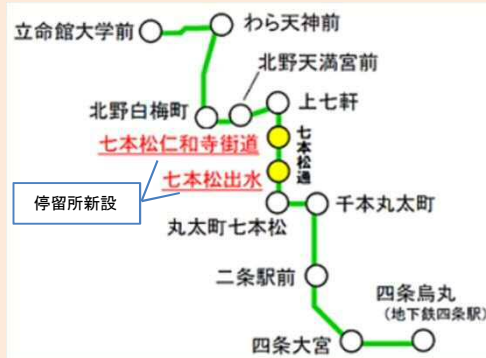 立命館大学前
わら天神前
北野天満宮前
北野白梅町
上七軒
七本松仁和寺街道
七本松通
七本松出水
停留所新設
千本丸太町
丸太町七本松
二条駅前
四条烏丸
(地下鉄四条駅)
四条大宮